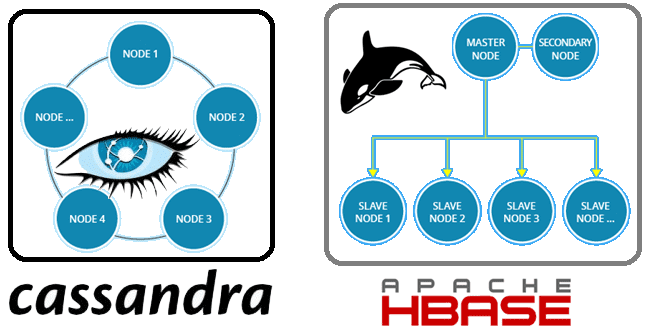 NODE 1
NODE ...
NODE 2
NODE 4
NODE 3
cassandra
MASTER
NODE
SECONDARY
NODE
SLAVE
NODE 1
SLAVE
NODE 2
SLAVE
NODE 3
SLAVE
NODE ...
APACHE
HBASE